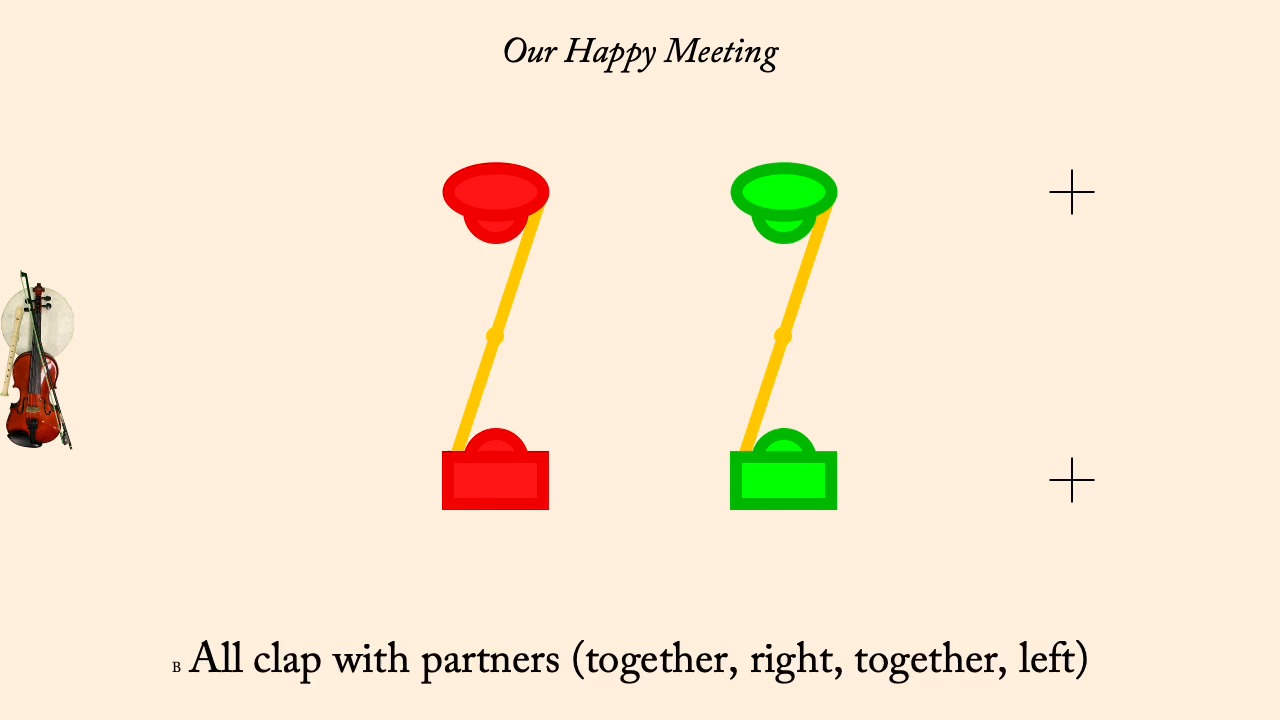 Our Happy Meeting
B All clap with partners (together, right, together, left)